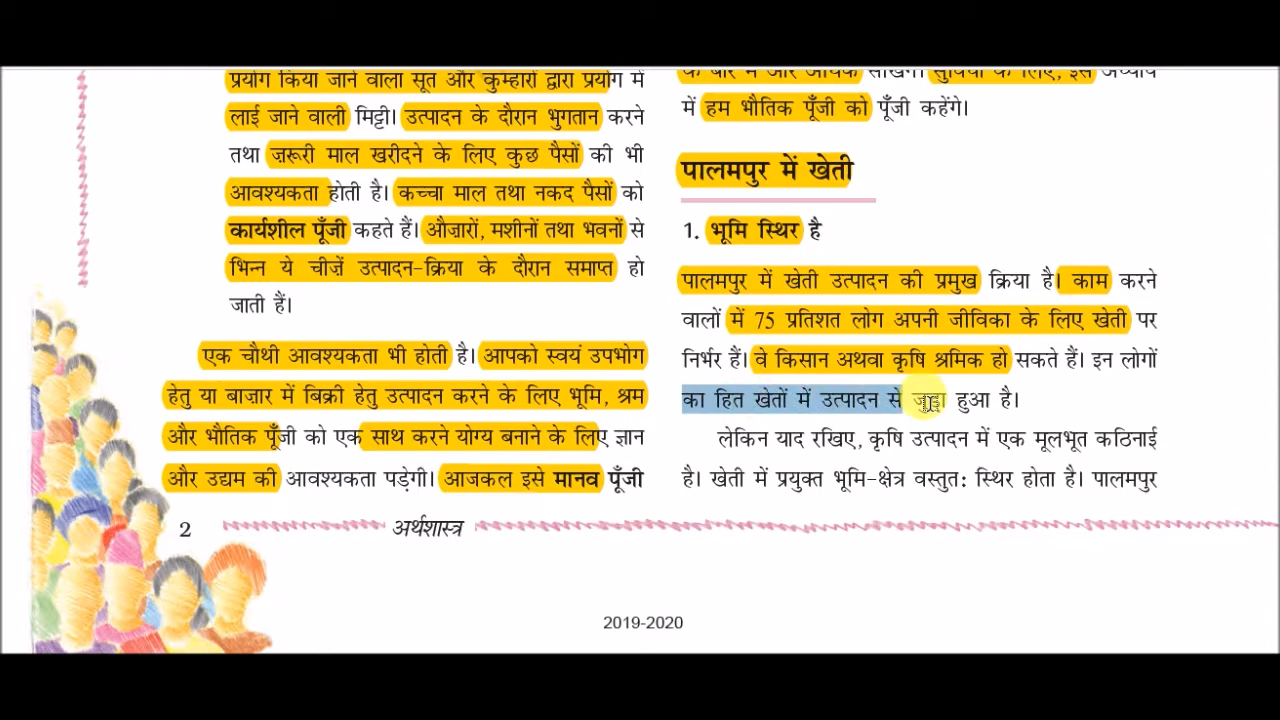 प्रयोग किया जाने वाला सूत और कुम्हारों द्वारा प्रयोग में
लाई जाने वाली मिट्टी। उत्पादन के दौरान भुगतान करने
तथा ज़रूरी माल खरीदने के लिए कुछ पैसों की भी
आवश्यकता होती है। कच्चा माल तथा नकद पैसों को
कार्यशील पूँजी कहते हैं। औज़ारों, मशीनों तथा भवनों से
भिन्न ये चीज़ें उत्पादन-क्रिया के दौरान समाप्त हो
जाती हैं।
एक चौथी आवश्यकता भी होती है। आपको स्वयं उपभोग
हेतु या बाज़ार में बिक्री हेतु उत्पादन करने के लिए भूमि, श्रम
और भौतिक पूँजी को एक साथ करने योग्य बनाने के लिए ज्ञान
और उद्यम की आवश्यकता पड़ेगी। आजकल इसे मानव पूँजी
के बारे में और अधिक सीखेंगे। सुविधा के लिए, इस अध्याय
में हम भौतिक पूँजी को पूँजी कहेंगे।
पालमपुर में खेती
1. भूमि स्थिर है
पालमपुर में खेती उत्पादन की प्रमुख क्रिया है। काम करने
वालों में 75 प्रतिशत लोग अपनी जीविका के लिए खेती पर
निर्भर हैं। वे किसान अथवा कृषि श्रमिक हो सकते हैं। इन लोगों
का हित खेतों में उत्पादन से जुड़ा हुआ है।
लेकिन याद रखिए, कृषि उत्पादन में एक मूलभूत कठिनाई
है। खेती में प्रयुक्त भूमि-क्षेत्र वस्तुत: स्थिर होता है। पालमपुर
2 अर्थशास्त्र
2019-2020